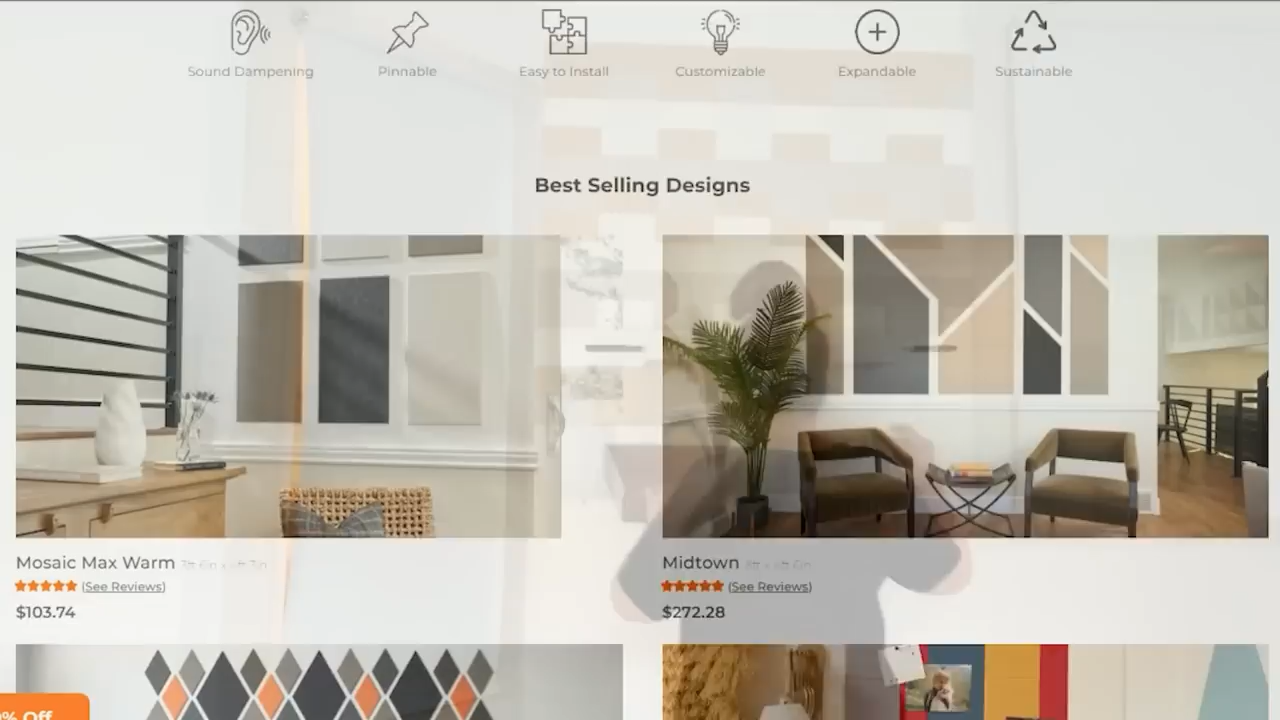 Sound Dampening
Pinnable
Easy to Install
Customizable
Expandable
Sustainable
Best Selling Designs
Mosaic Max Warm
(See Reviews)
$103.74
Midtown
(See Reviews)
$272.28
% Off